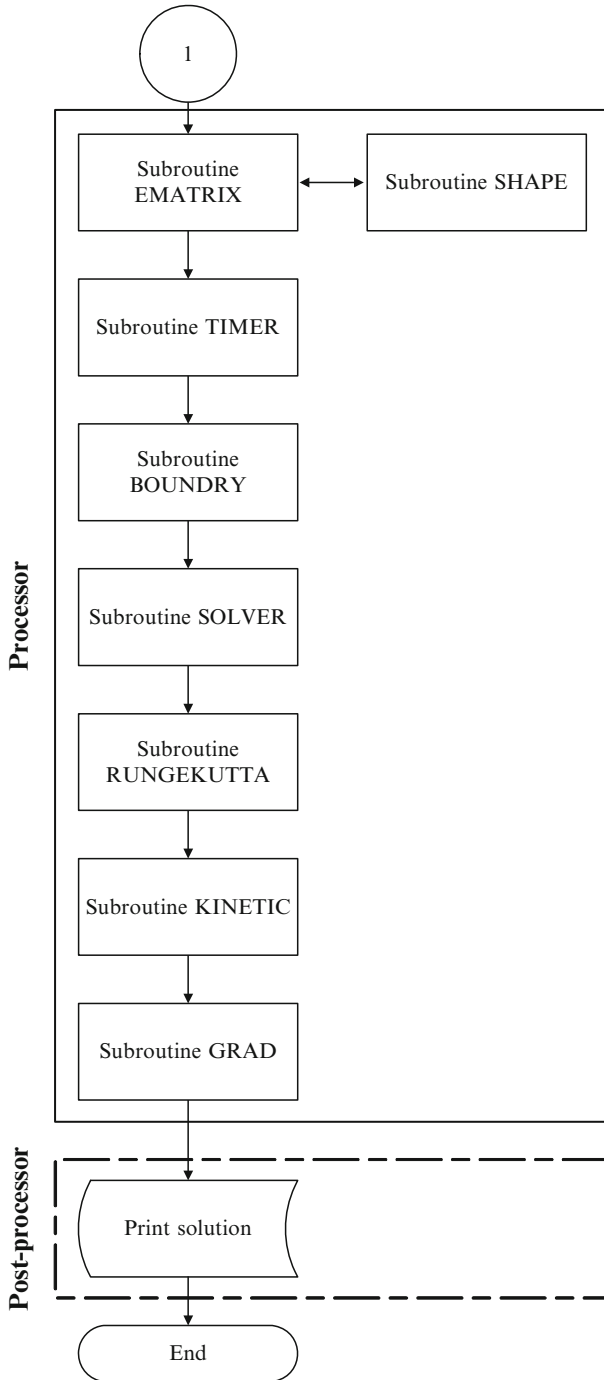 1
Subroutine
EMATRIX
Subroutine SHAPE
Subroutine TIMER
Subroutine
BOUNDRY
Subroutine SOLVER
Subroutine
RUNGEKUTTA
Subroutine KINETIC
Subroutine GRAD
Processor
Print solution
Post-processor
End